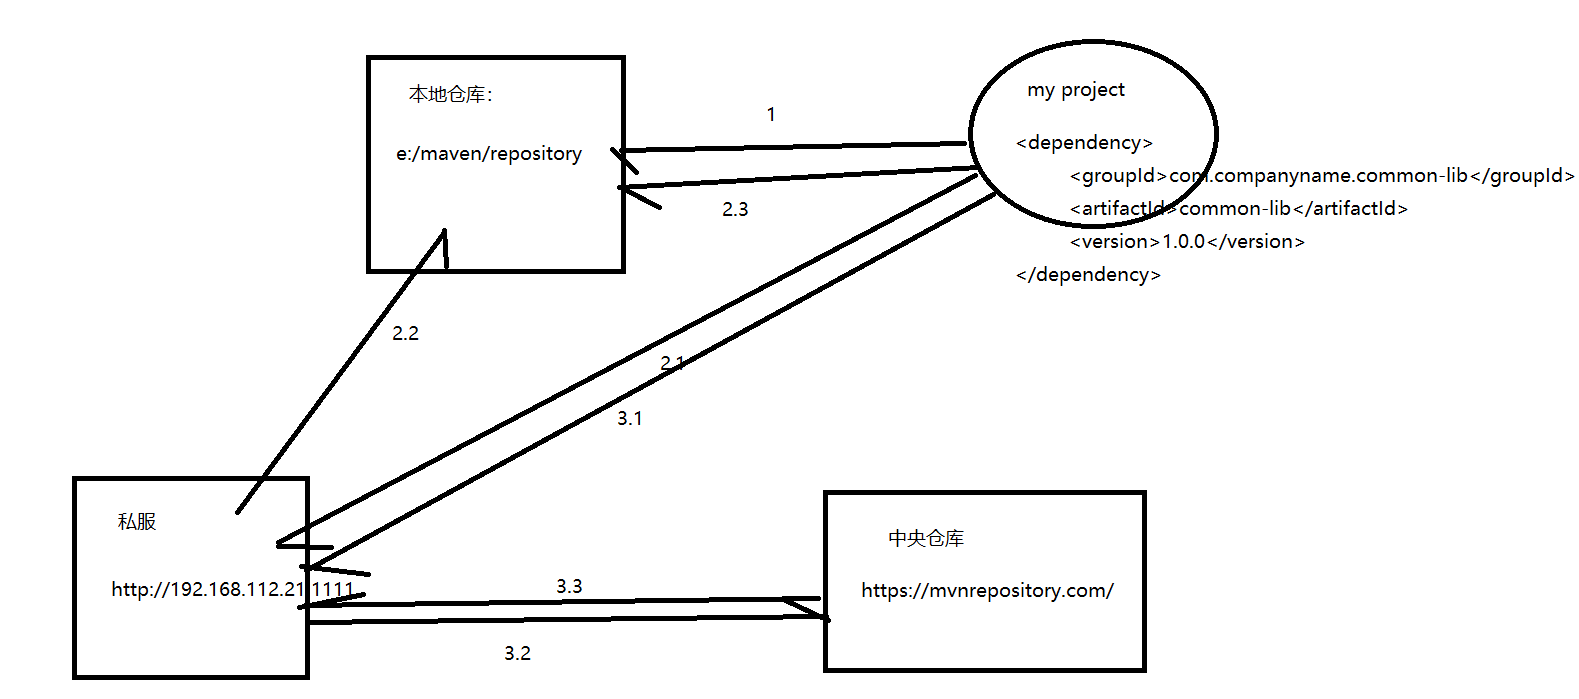 本地仓库：
e:/maven/repository
1
2.3
my project
<dependency>
<groupId>com.companyname.common-lib</groupId>
<artifactId>common-lib</artifactId>
<version>1.0.0</version>
</dependency>
2.2
2.1
3.1
私服
http://192.168.112.21:1111
3.3
3.2
中央仓库
https://mvnrepository.com/